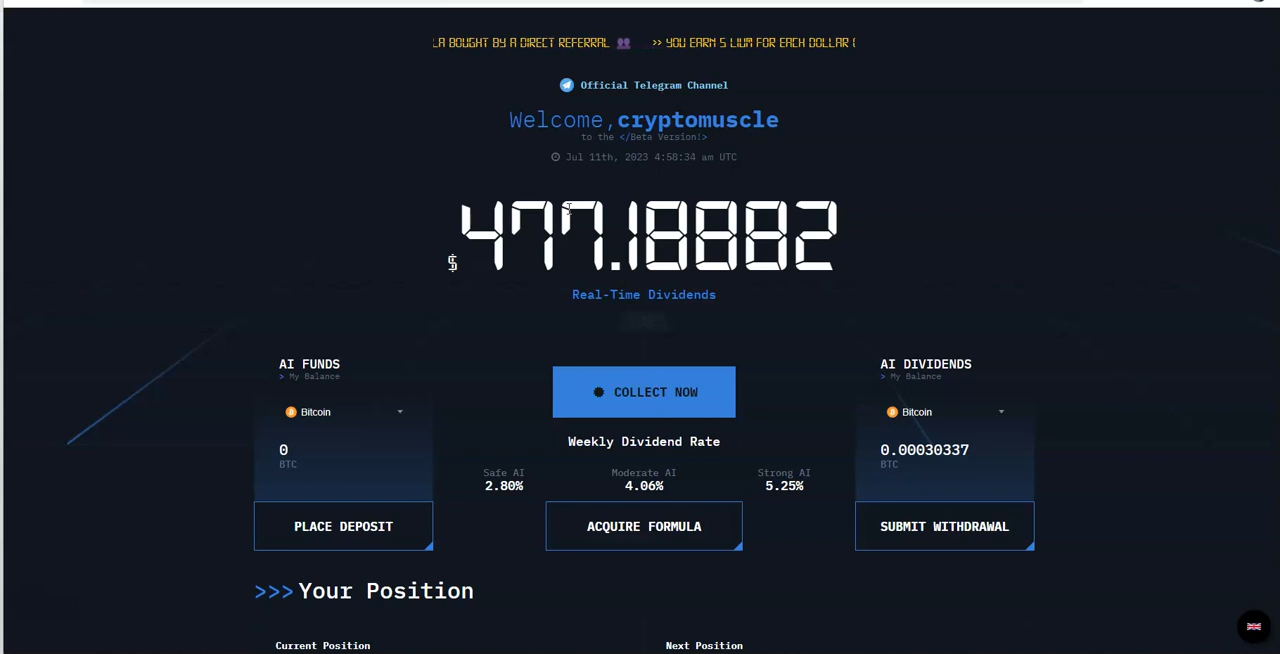 LA BOUGHT BY A DIRECT REFERRAL >> YOU EARN 5 LIUM FOR EACH DOLLAR
Official Telegram Channel
Welcome,cryptomuscle
to the </Beta Version!>
Jul 11th, 2023 4:58:34 am UTC
$477.18882
Real-Time Dividends
AI FUNDS
> My Balance
Bitcoin
0
BTC
PLACE DEPOSIT
COLLECT NOW
Weekly Dividend Rate
Safe AI Moderate AI Strong AI
2.80% 4.06% 5.25%
ACQUIRE FORMULA
AI DIVIDENDS
> My Balance
Bitcoin
0.00030337
BTC
SUBMIT WITHDRAWAL
>>> Your Position
Current Position Next Position